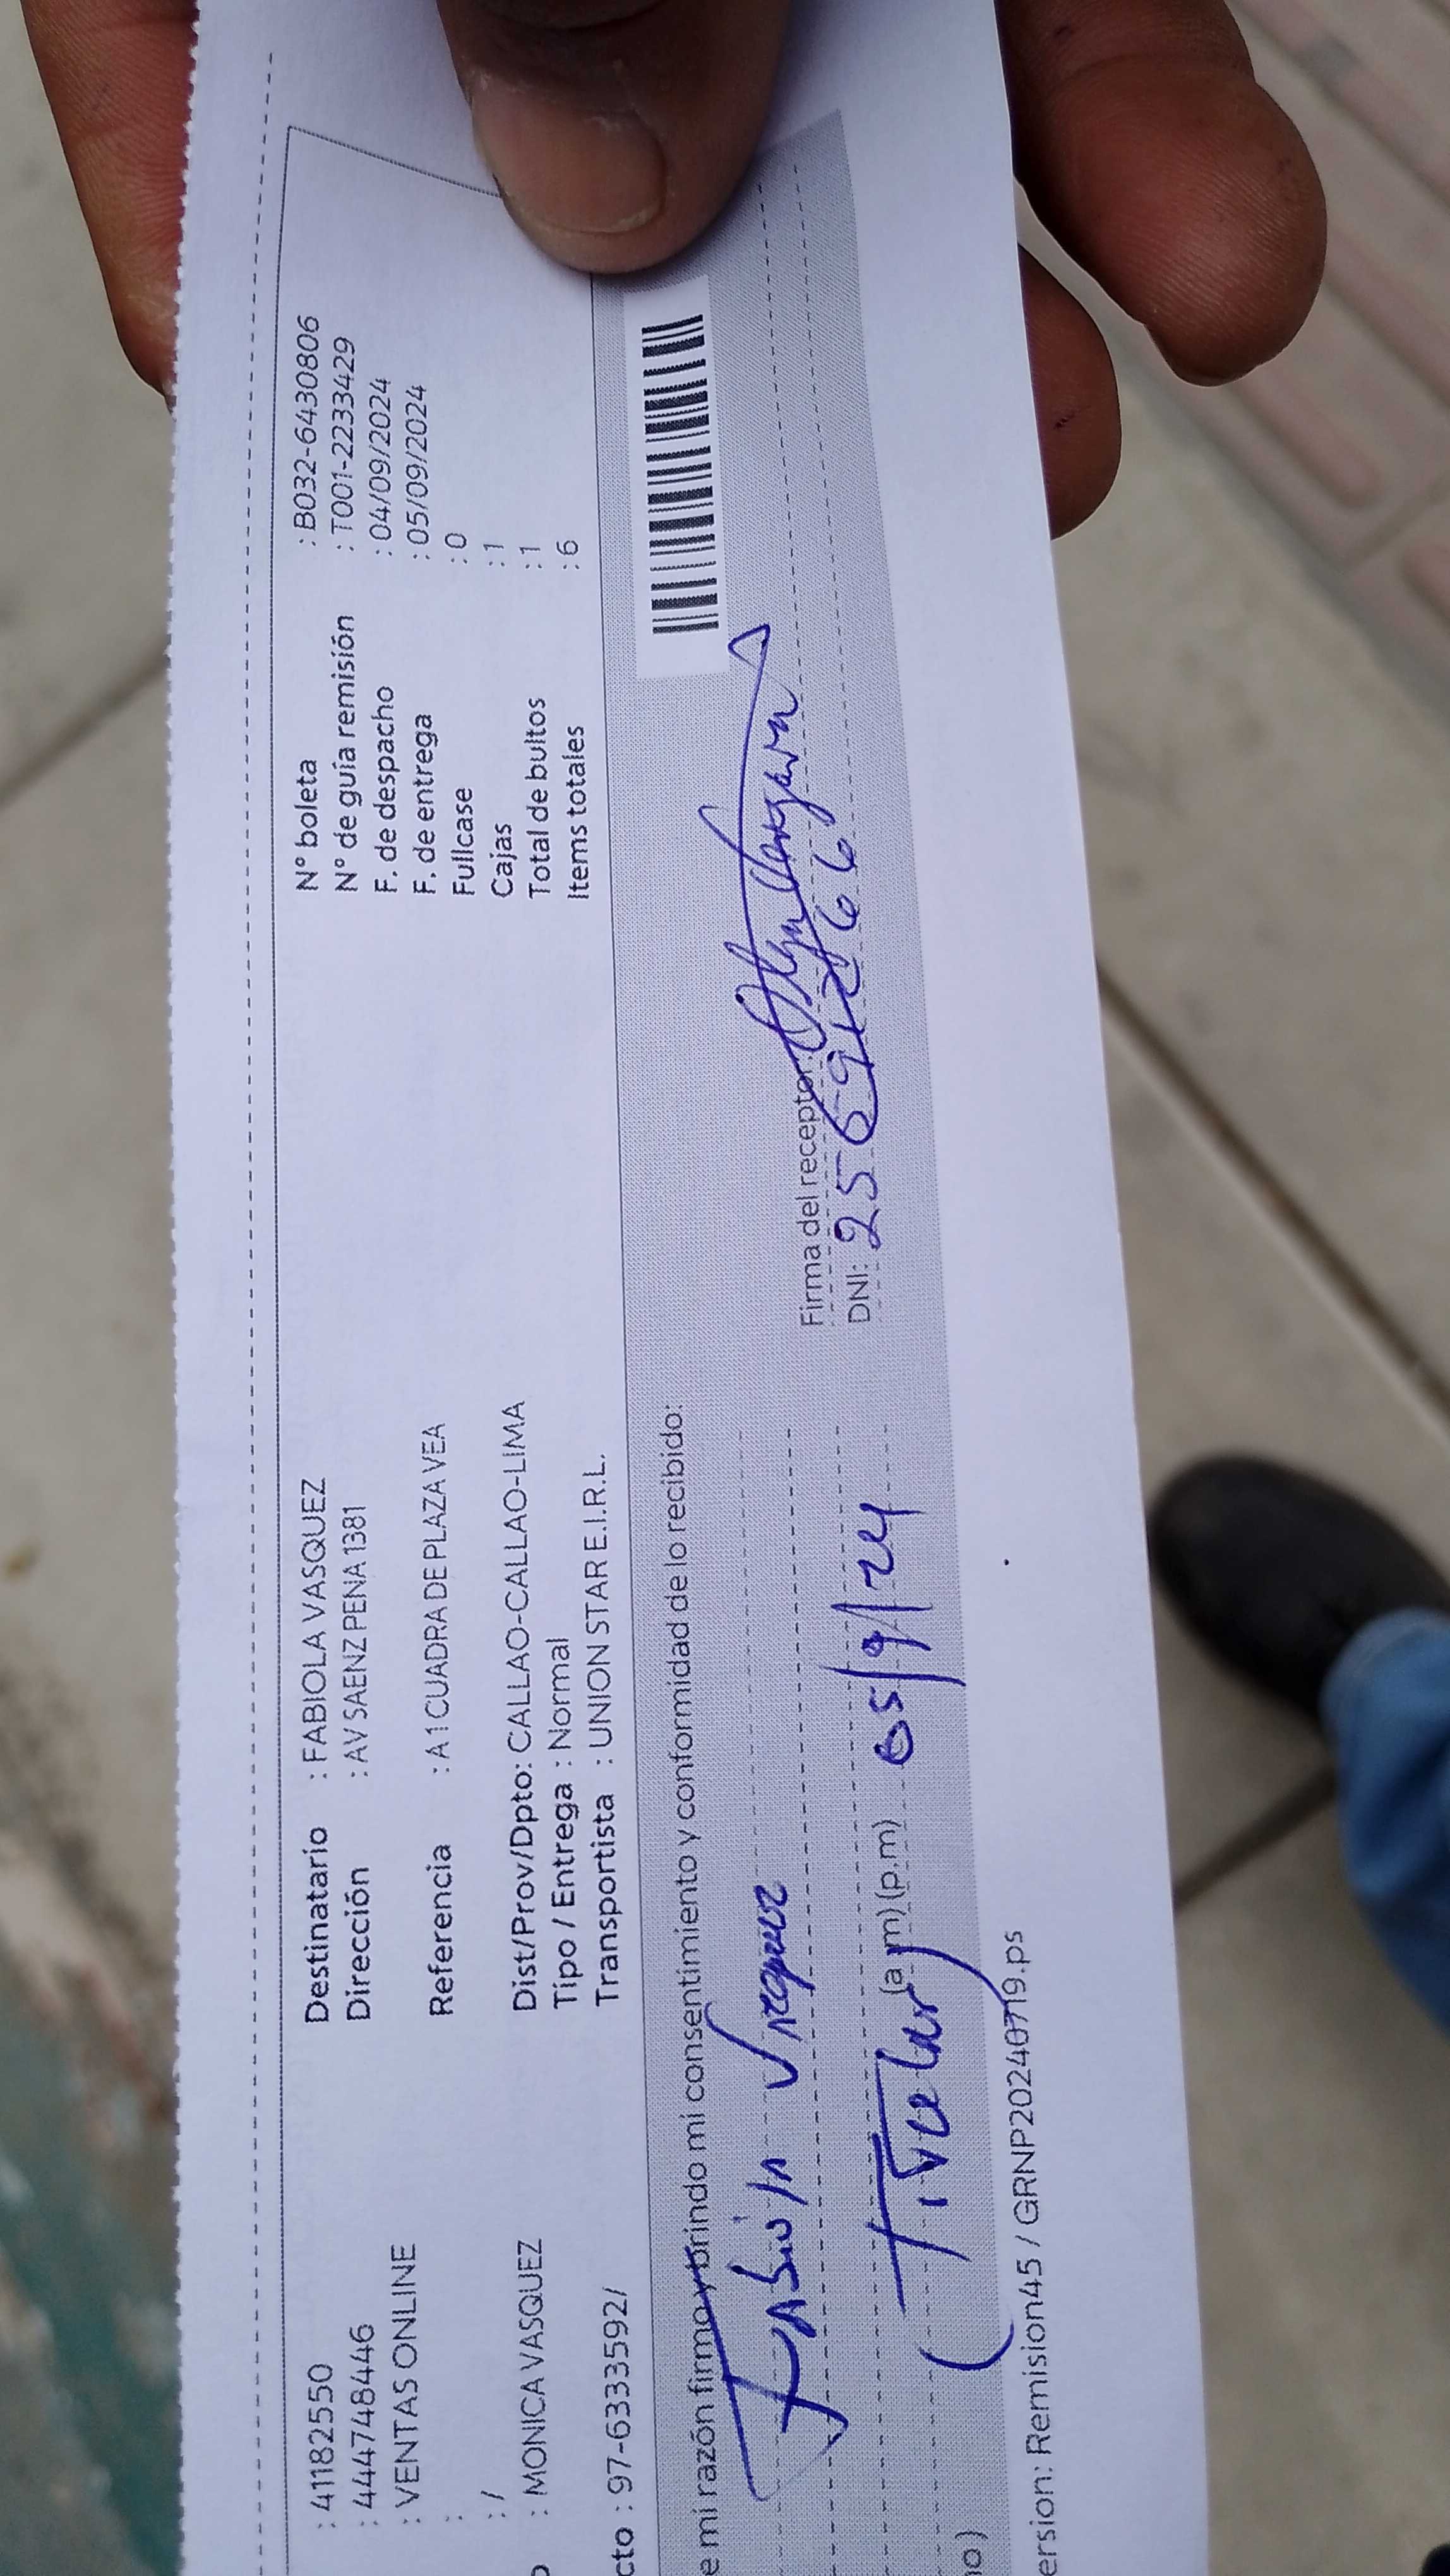 : 41182550
: 444748446
: VENTAS ONLINE
:
: /
: MONICA VASQUEZ
cto : 97-6333592/
Destinatario : FABIOLA VASQUEZ
Dirección : AV SAENZ PENA 1381
Referencia : A 1 CUADRA DE PLAZA VEA
Dist/Prov/Dpto: CALLAO-CALLAO-LIMA
Tipo / Entrega : Normal
Transportista : UNION STAR E.I.R.L.
N° boleta : B032-6430806
N° de guía remisión : T001-2233429
F. de despacho : 04/09/2024
F. de entrega : 05/09/2024
Fullcase : 0
Cajas : 1
Total de bultos : 1
Items totales : 6
e mi razón firmo y brindo mi consentimiento y conformidad de lo recibido:
Fabiola Vasquez
Firma del receptor:
(Titular) (a.m) (p.m) 05/9/24
DNI:
no)
ersion: Remision45 / GRNP20240719.ps